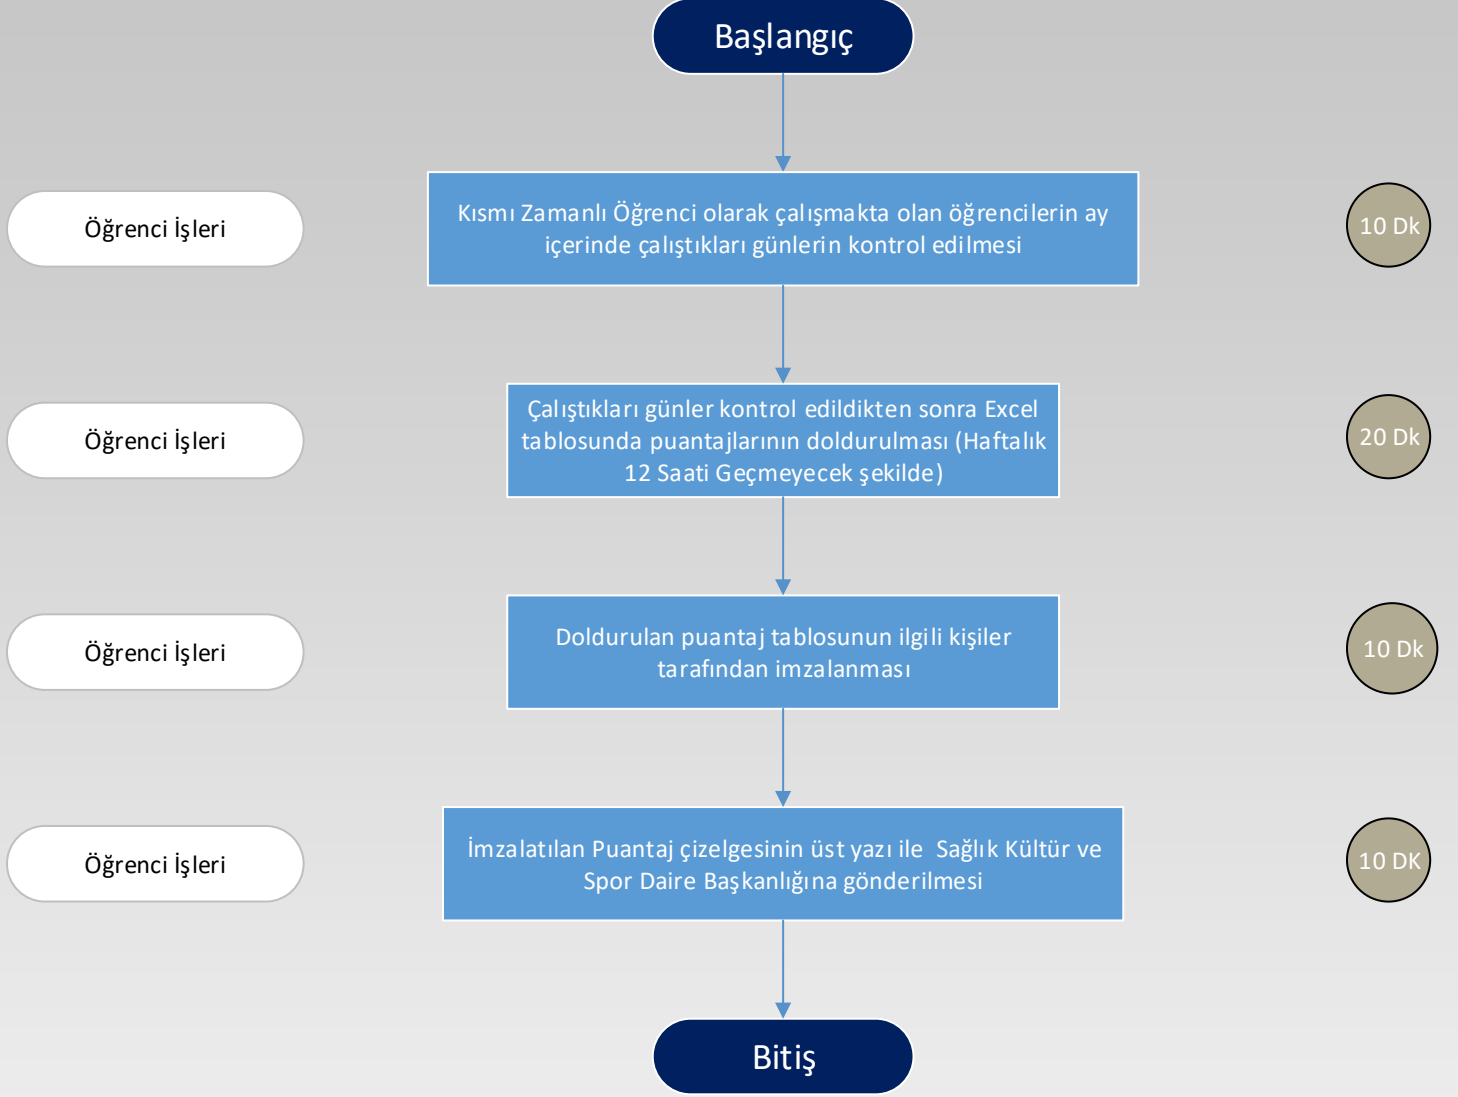 Başlangıç
Öğrenci İşleri
Kısmı Zamanlı Öğrenci olarak çalışmakta olan öğrencilerin ay
içerinde çalıştıkları günlerin kontrol edilmesi
10 Dk
Öğrenci İşleri
Çalıştıkları günler kontrol edildikten sonra Excel
tablosunda puantajlarının doldurulması (Haftalık
12 Saati Geçmeyecek şekilde)
20 Dk
Öğrenci İşleri
Doldurulan puantaj tablosunun ilgili kişiler
tarafından imzalanması
10 Dk
Öğrenci İşleri
İmzalatılan Puantaj çizelgesinin üst yazı ile Sağlık Kültür ve
Spor Daire Başkanlığına gönderilmesi
10 DK
Bitiş